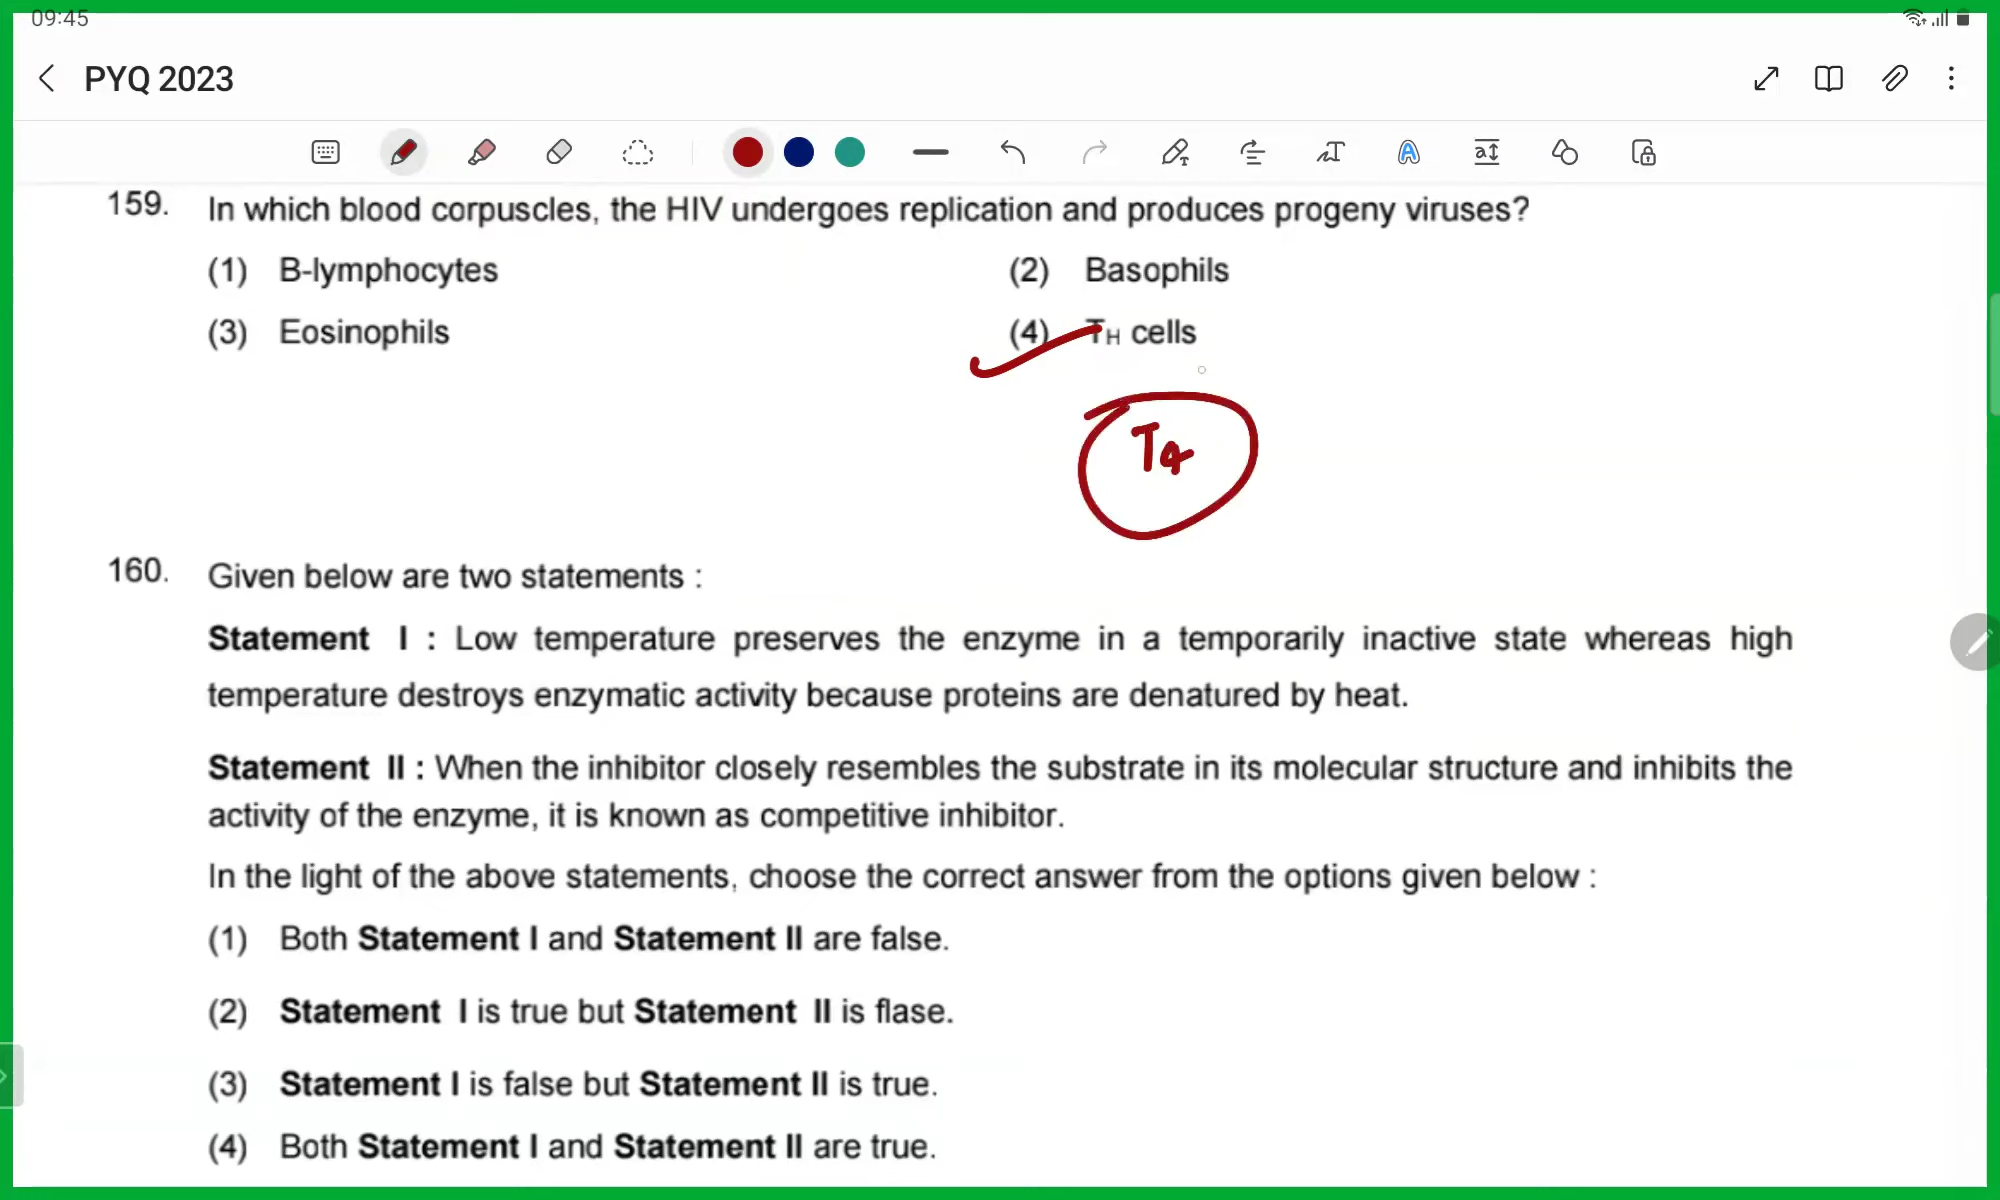 09:45
PYQ 2023
159. In which blood corpuscles, the HIV undergoes replication and produces progeny viruses?
(1) B-lymphocytes (2) Basophils
(3) Eosinophils (4) TH cells
T4
160. Given below are two statements :
Statement I : Low temperature preserves the enzyme in a temporarily inactive state whereas high
temperature destroys enzymatic activity because proteins are denatured by heat.
Statement II : When the inhibitor closely resembles the substrate in its molecular structure and inhibits the
activity of the enzyme, it is known as competitive inhibitor.
In the light of the above statements, choose the correct answer from the options given below :
(1) Both Statement I and Statement II are false.
(2) Statement I is true but Statement II is flase.
(3) Statement I is false but Statement II is true.
(4) Both Statement I and Statement II are true.